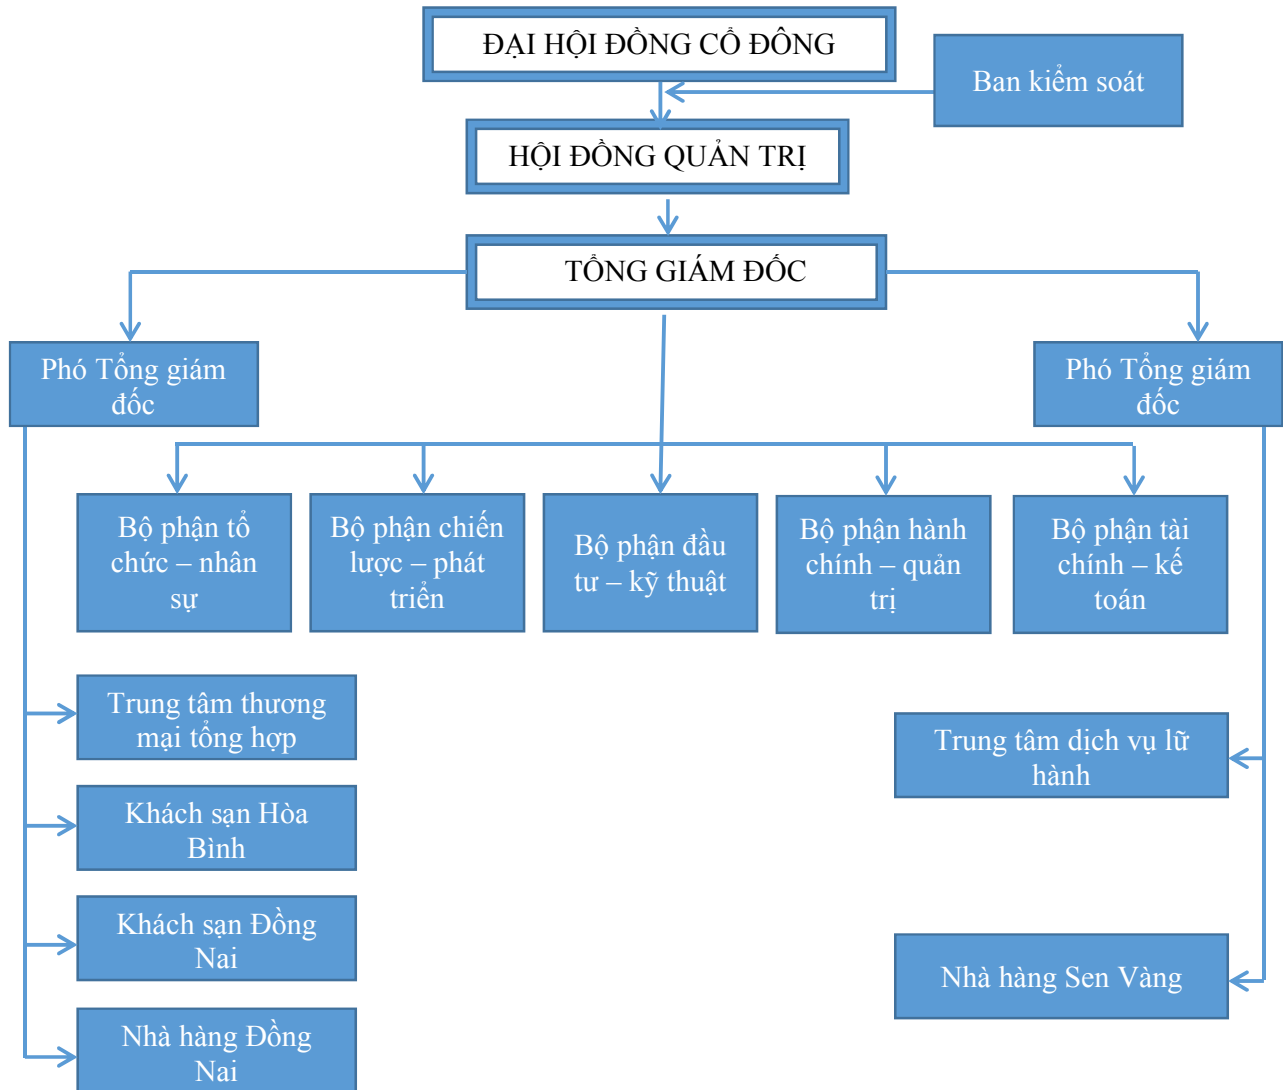 ĐẠI HỘI ĐỒNG CỔ ĐÔNG
Ban kiểm soát
HỘI ĐỒNG QUẢN TRỊ
TỔNG GIÁM ĐỐC
Phó Tổng giám
đốc
Phó Tổng giám
đốc
Bộ phận tổ
chức – nhân
sự
Bộ phận chiến
lược – phát
triển
Bộ phận đầu
tư – kỹ thuật
Bộ phận hành
chính – quản
trị
Bộ phận tài
chính – kế
toán
Trung tâm thương
mại tổng hợp
Khách sạn Hòa
Bình
Khách sạn Đồng
Nai
Nhà hàng Đồng
Nai
Trung tâm dịch vụ lữ
hành
Nhà hàng Sen Vàng